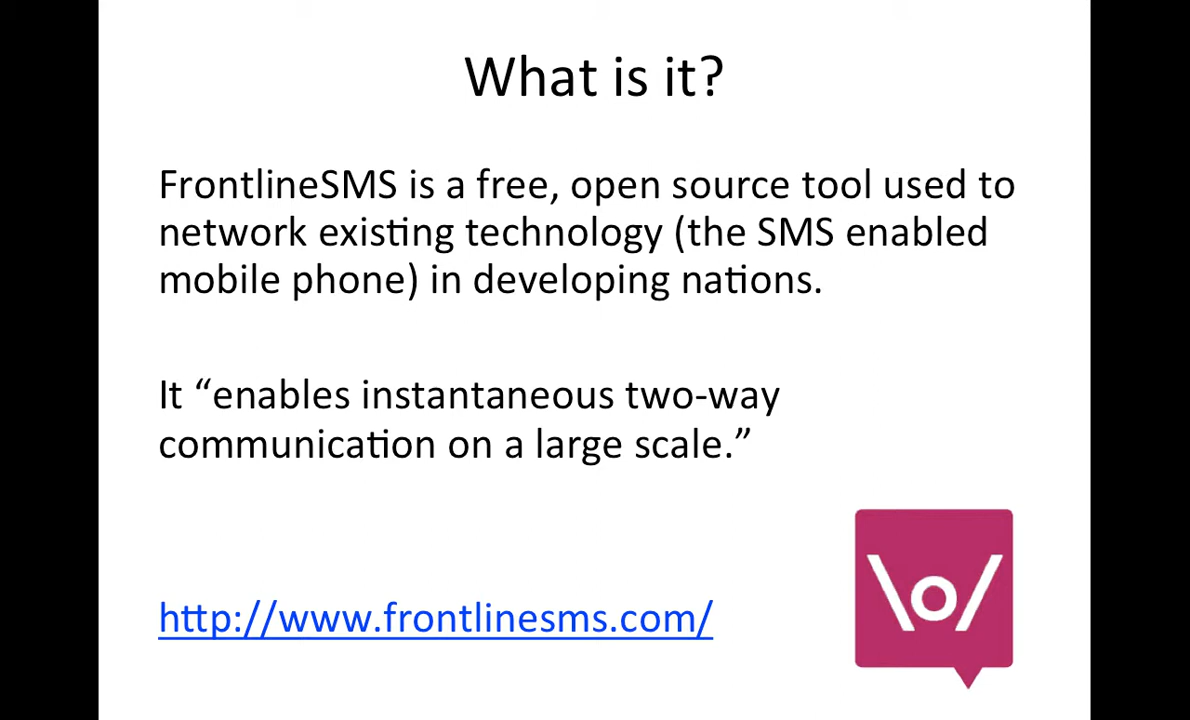 What is it?
FrontlineSMS is a free, open source tool used to
network existing technology (the SMS enabled
mobile phone) in developing nations.
It “enables instantaneous two-way
communication on a large scale.”
http://www.frontlinesms.com/
\o/